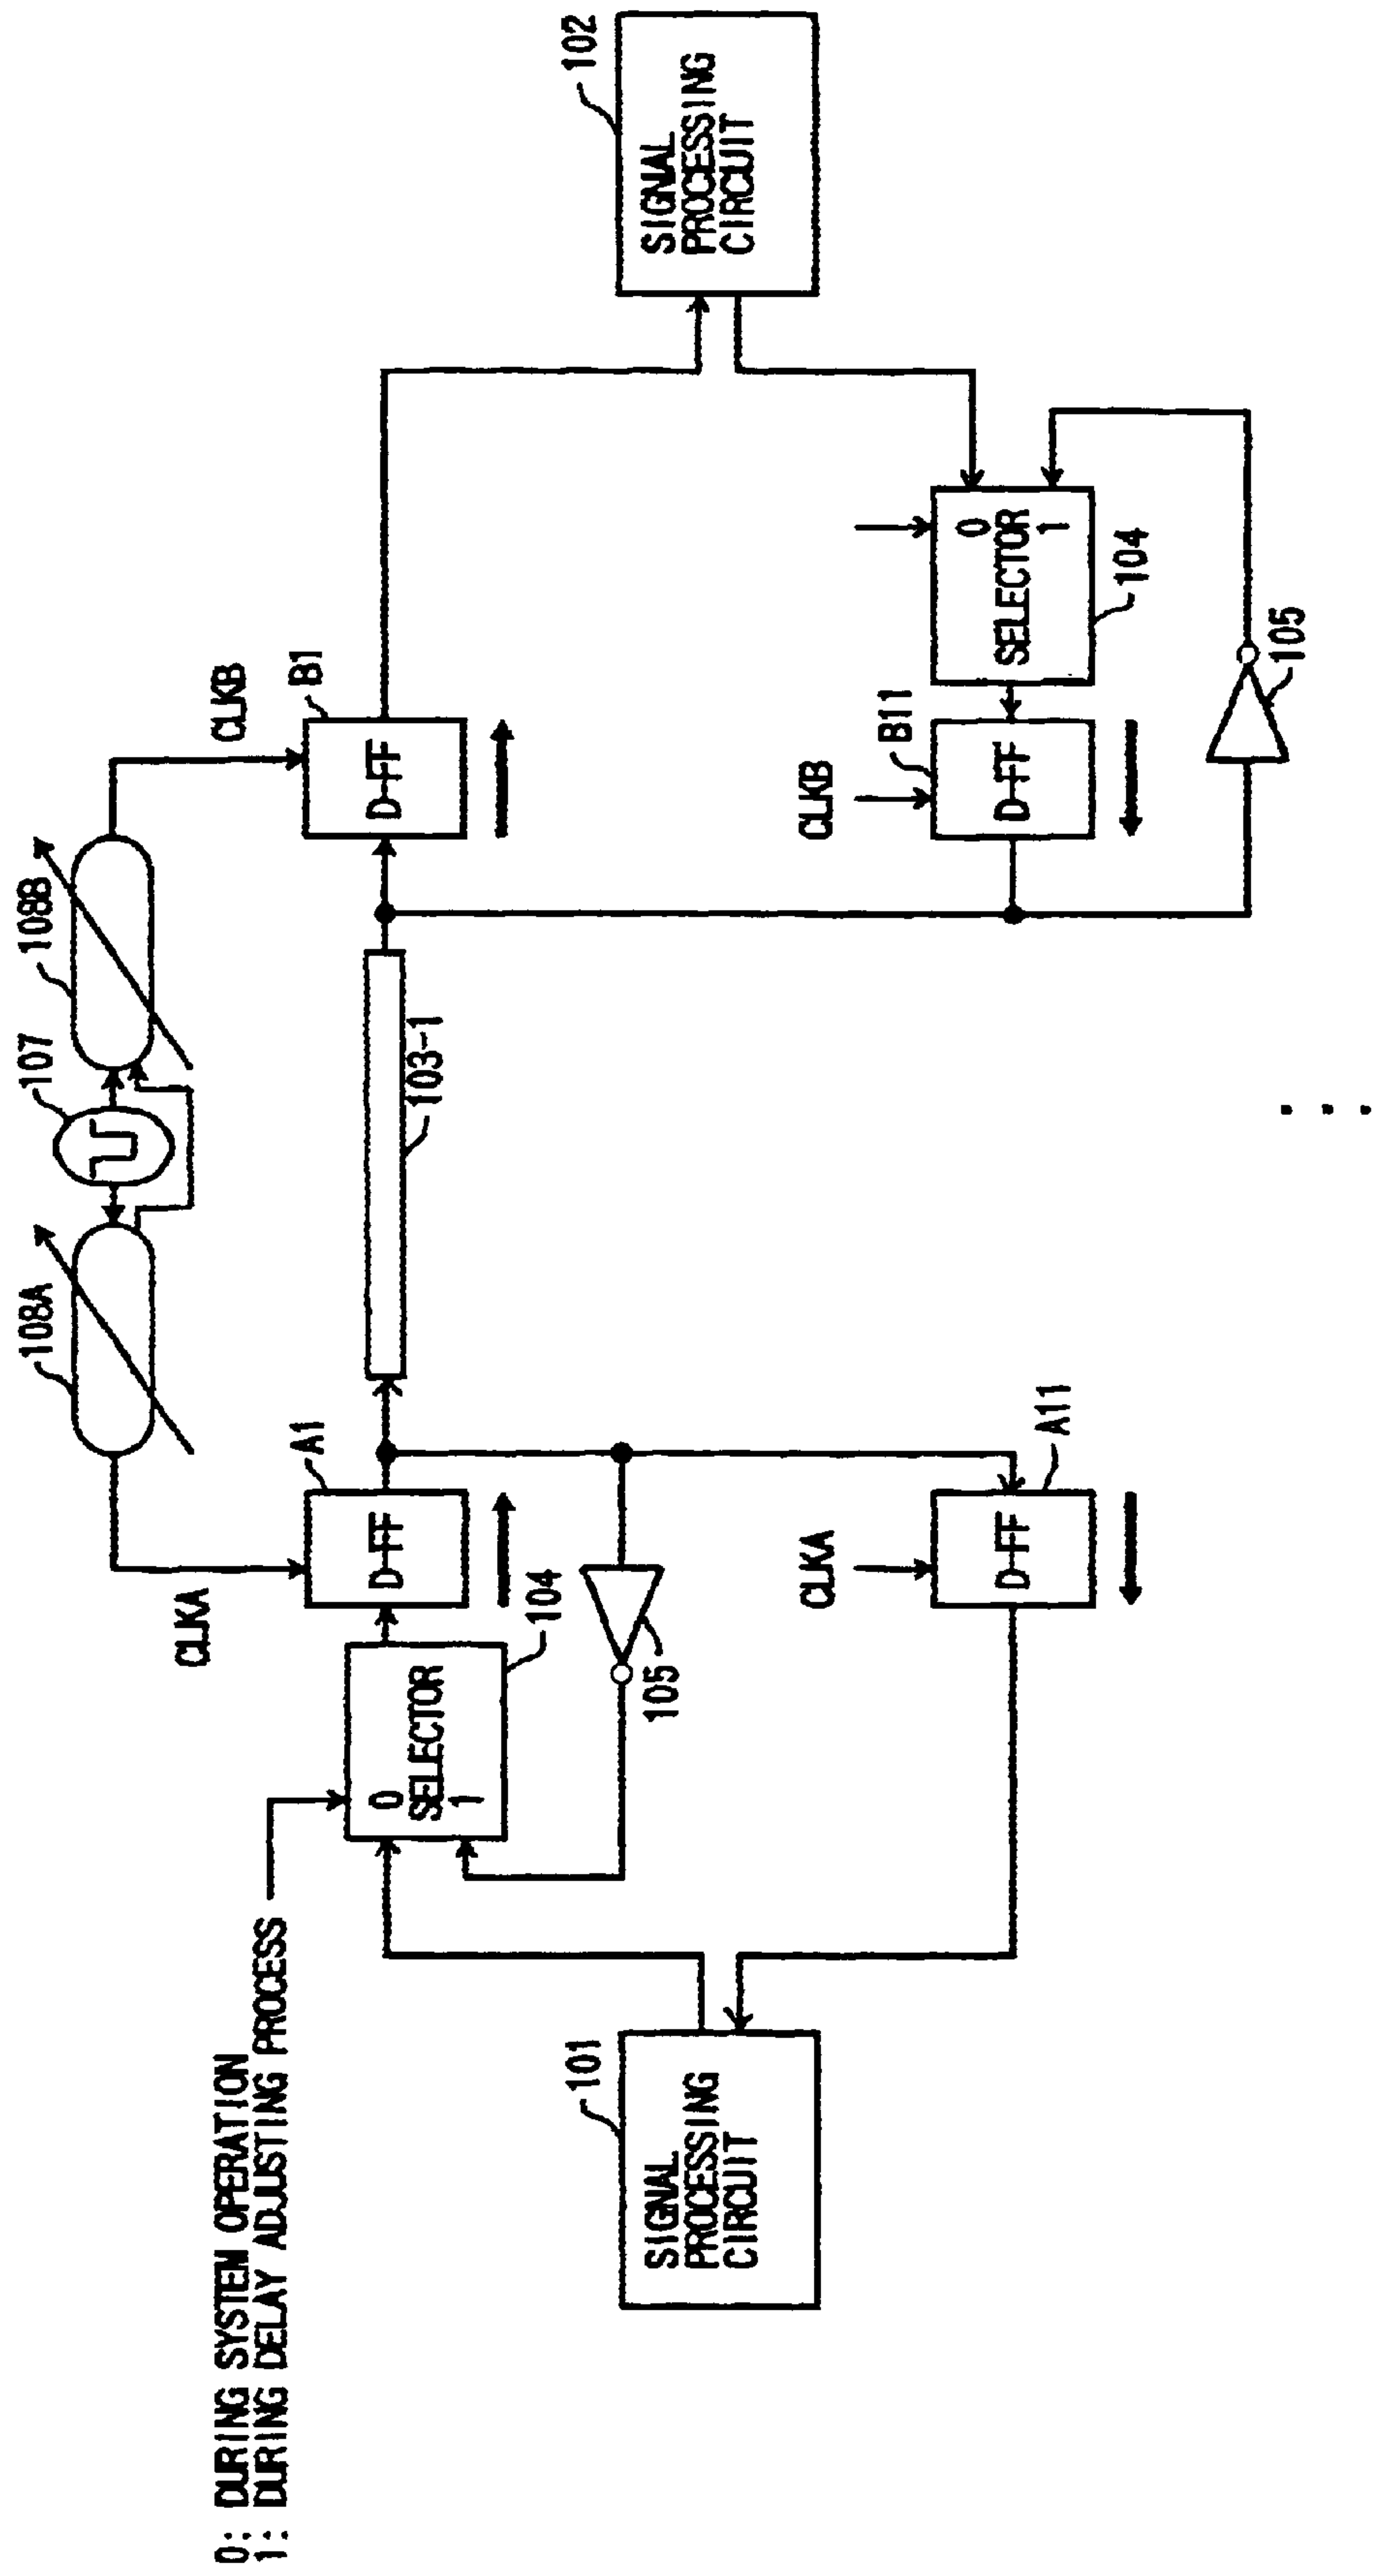 0: DURING SYSTEM OPERATION
1: DURING DELAY ADJUSTING PROCESS
108A
107
108B
CLKA
CLKB
A1
B1
D-FF
D-FF
103-1
0
SELECTOR
1
104
105
101
SIGNAL
PROCESSING
CIRCUIT
102
SIGNAL
PROCESSING
CIRCUIT
CLKA
A11
D-FF
CLKB
B11
D-FF
0
SELECTOR
1
104
105